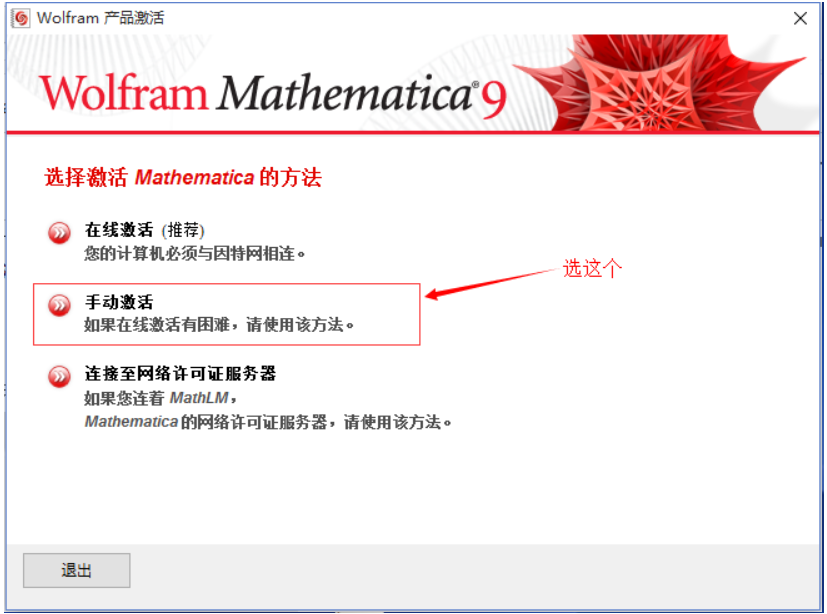 Wolfram 产品激活
Wolfram Mathematica® 9
选择激活 Mathematica 的方法
在线激活 (推荐)
您的计算机必须与因特网相连。
选这个
手动激活
如果在线激活有困难，请使用该方法。
连接至网络许可证服务器
如果您连着 MathLM，
Mathematica 的网络许可证服务器，请使用该方法。
退出